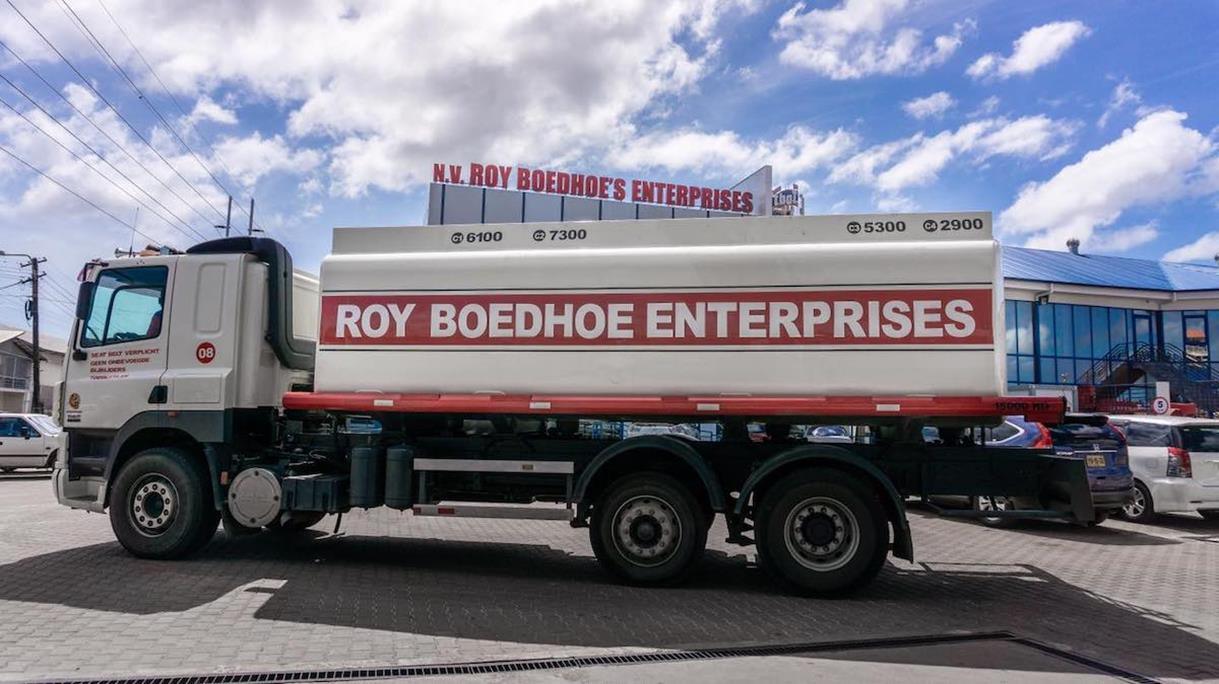 N.V. ROY BOEDHOE'S ENTERPRISES
C1 6100 C2 7300 C3 5300 C4 2900
ROY BOEDHOE ENTERPRISES
08
SEAT BELT VERPLICHT
GEEN ONBEVOEGDE
BIJRIJDERS
5